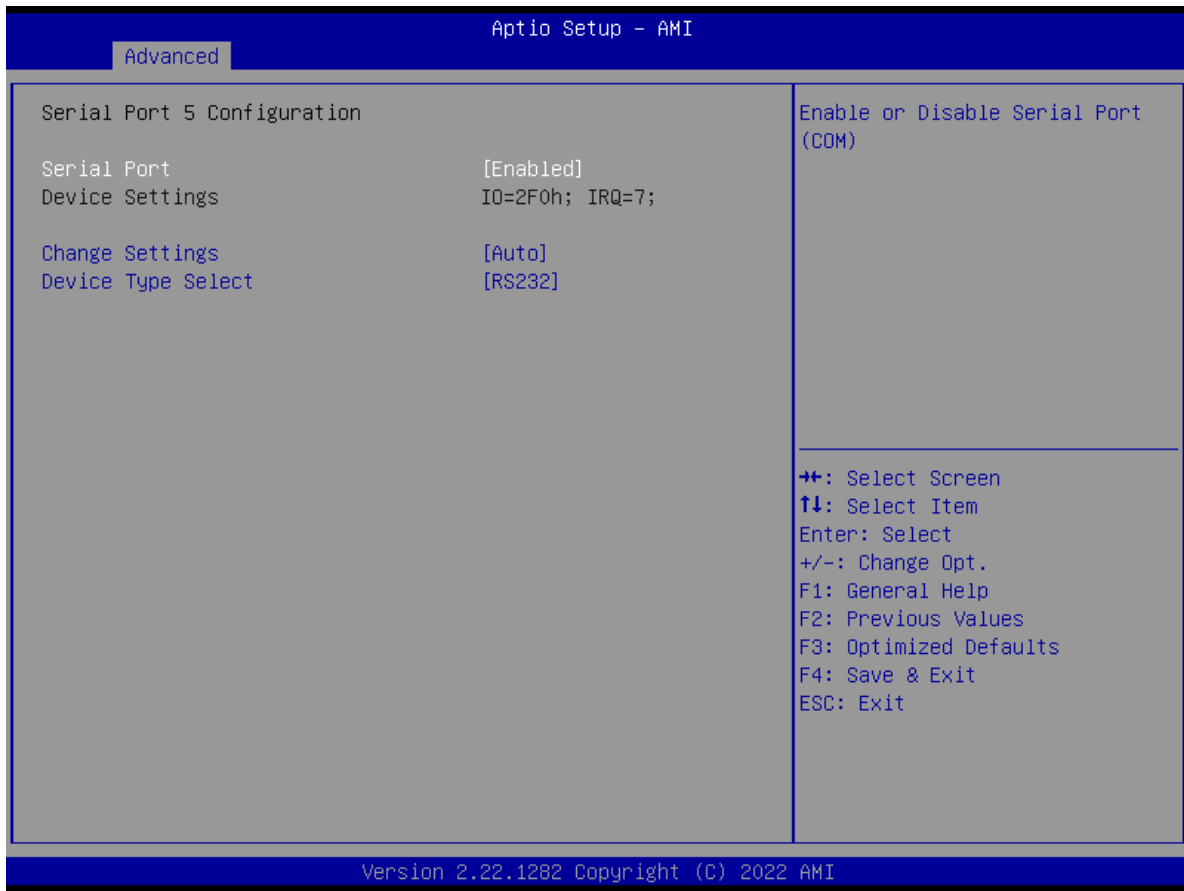 Aptio Setup – AMI
Advanced
Serial Port 5 Configuration
Serial Port [Enabled]
Device Settings IO=2F0h; IRQ=7;
Change Settings [Auto]
Device Type Select [RS232]
Enable or Disable Serial Port
(COM)
→←: Select Screen
↑↓: Select Item
Enter: Select
+/-: Change Opt.
F1: General Help
F2: Previous Values
F3: Optimized Defaults
F4: Save & Exit
ESC: Exit
Version 2.22.1282 Copyright (C) 2022 AMI